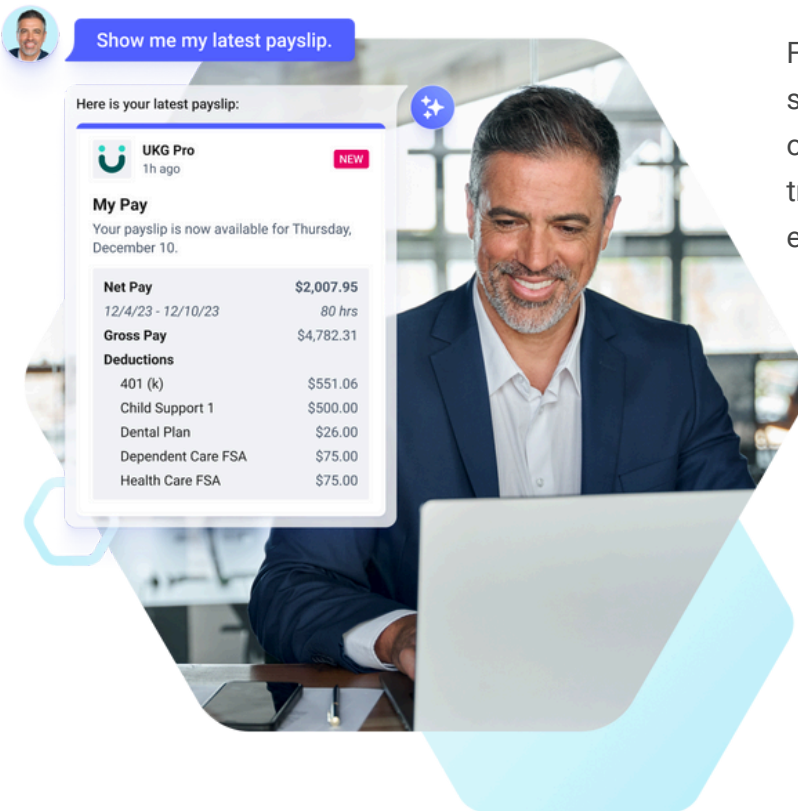 Show me my latest payslip.
Here is your latest payslip:
UKG Pro
1h ago
NEW
My Pay
Your payslip is now available for Thursday,
December 10.
Net Pay $2,007.95
12/4/23 - 12/10/23 80 hrs
Gross Pay $4,782.31
Deductions
401 (k) $551.06
Child Support 1 $500.00
Dental Plan $26.00
Dependent Care FSA $75.00
Health Care FSA $75.00